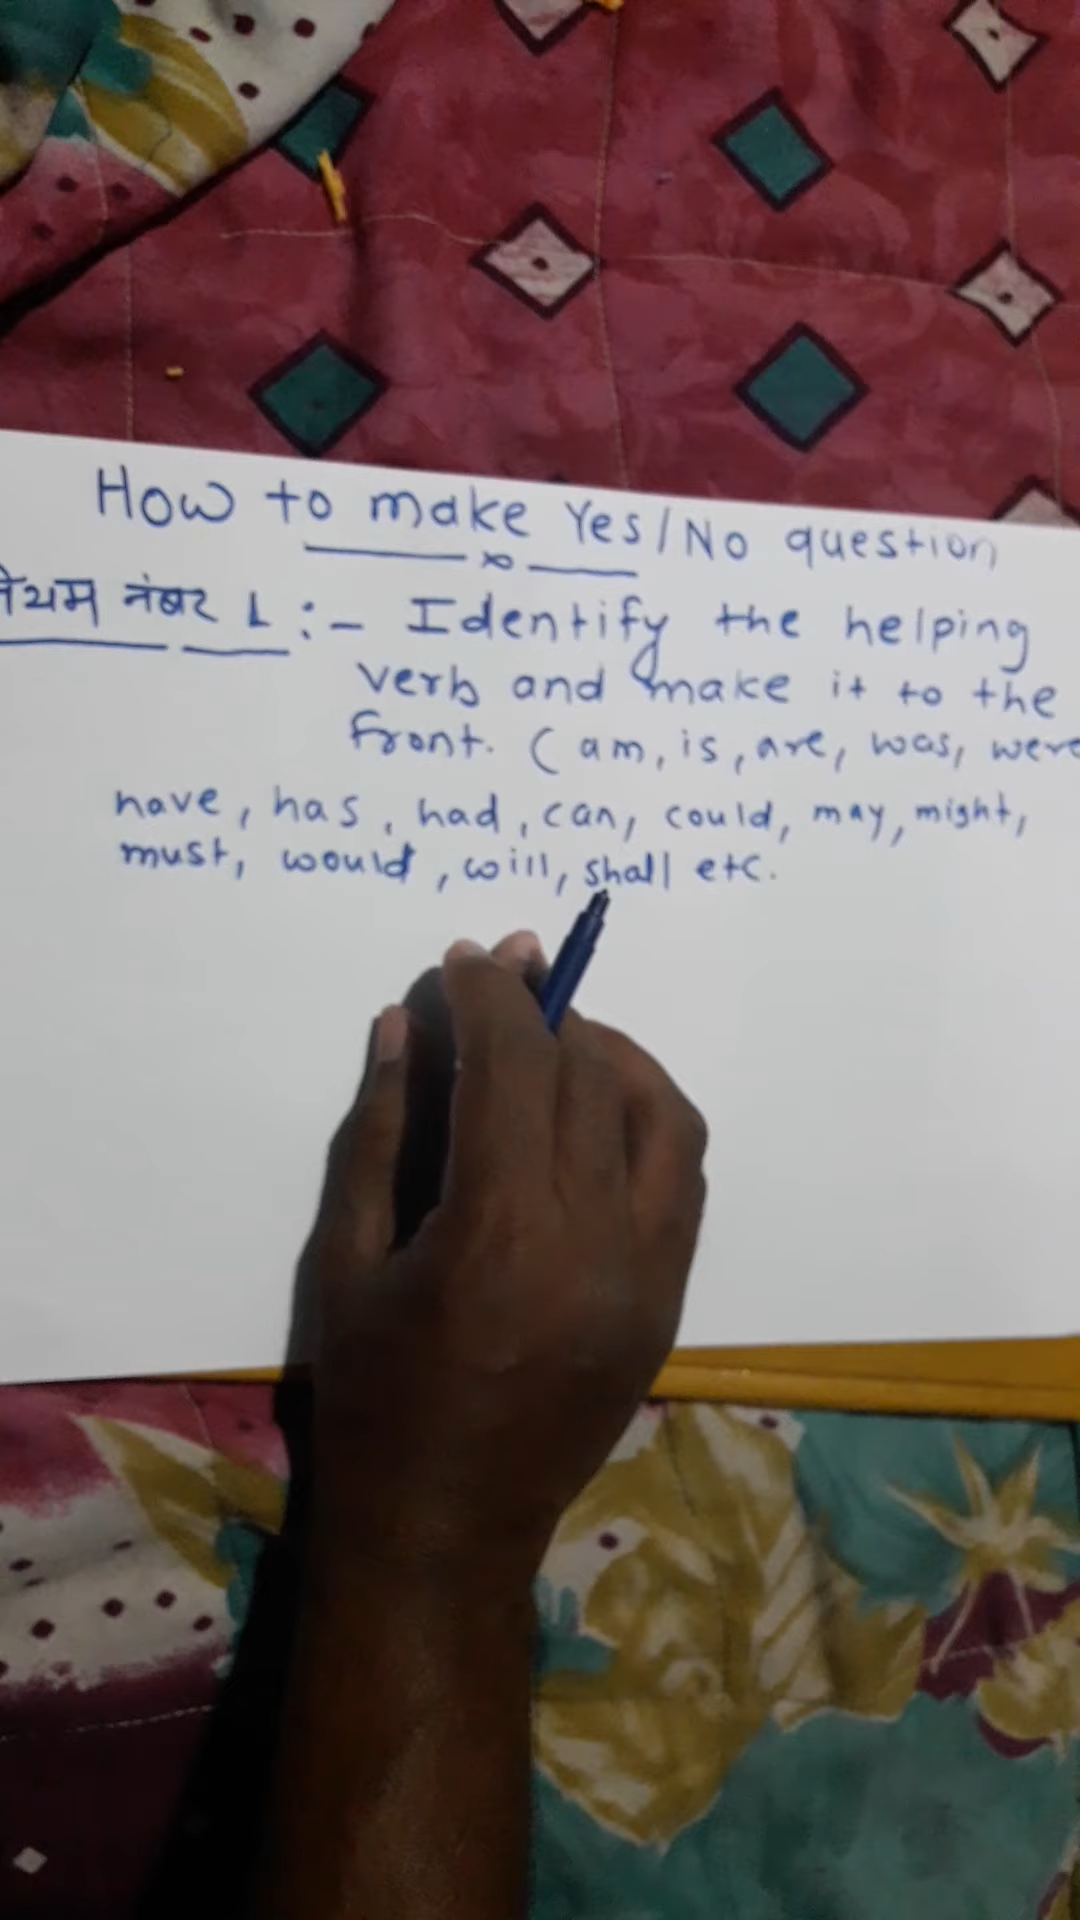 How to make Yes/No question
नियम नंबर 1 :- Identify the helping
verb and make it to the
front. (am, is, are, was, were
have, has, had, can, could, may, might,
must, would, will, shall etc.